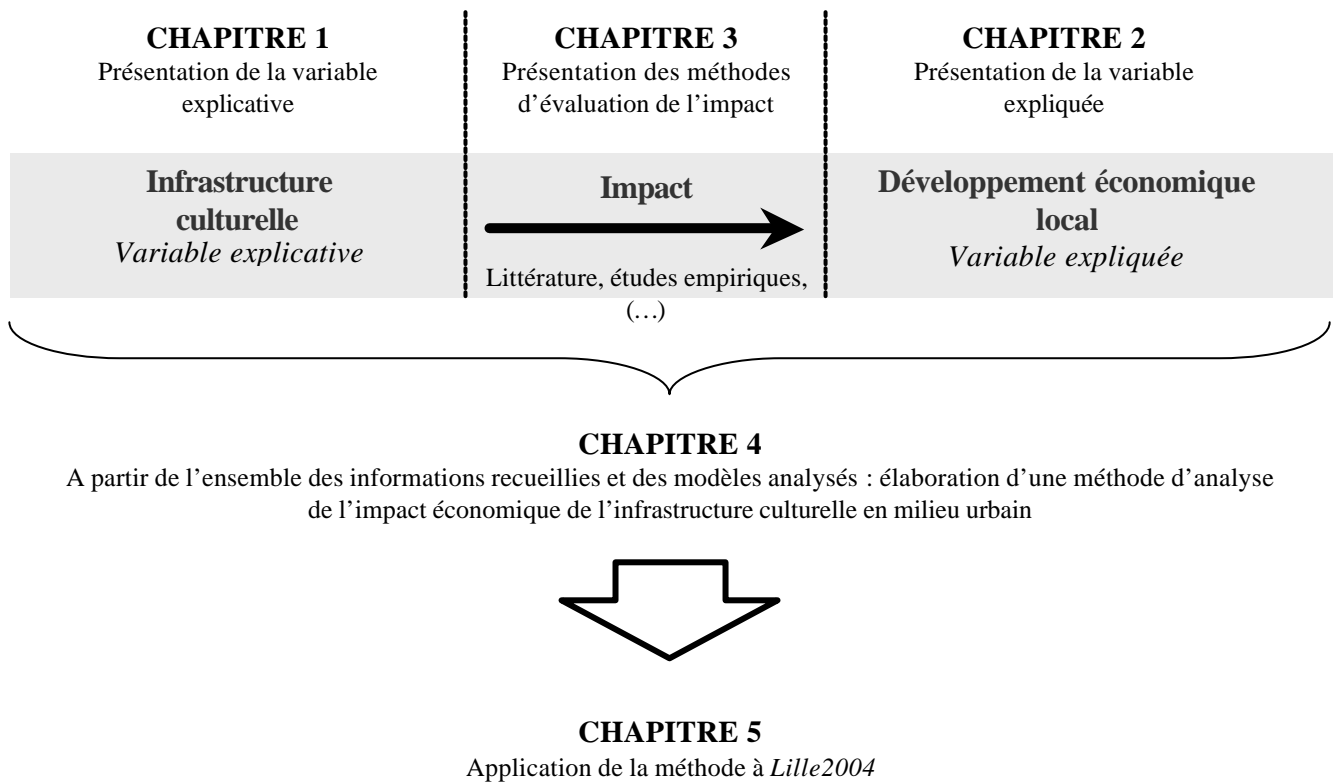 CHAPITRE 1
Présentation de la variable
explicative
CHAPITRE 3
Présentation des méthodes
d'évaluation de l'impact
CHAPITRE 2
Présentation de la variable
expliquée
Infrastructure
culturelle
Variable explicative
Impact
Littérature, études empiriques,
(…)
Développement économique
local
Variable expliquée
CHAPITRE 4
A partir de l'ensemble des informations recueillies et des modèles analysés : élaboration d'une méthode d'analyse
de l'impact économique de l'infrastructure culturelle en milieu urbain
CHAPITRE 5
Application de la méthode à Lille2004